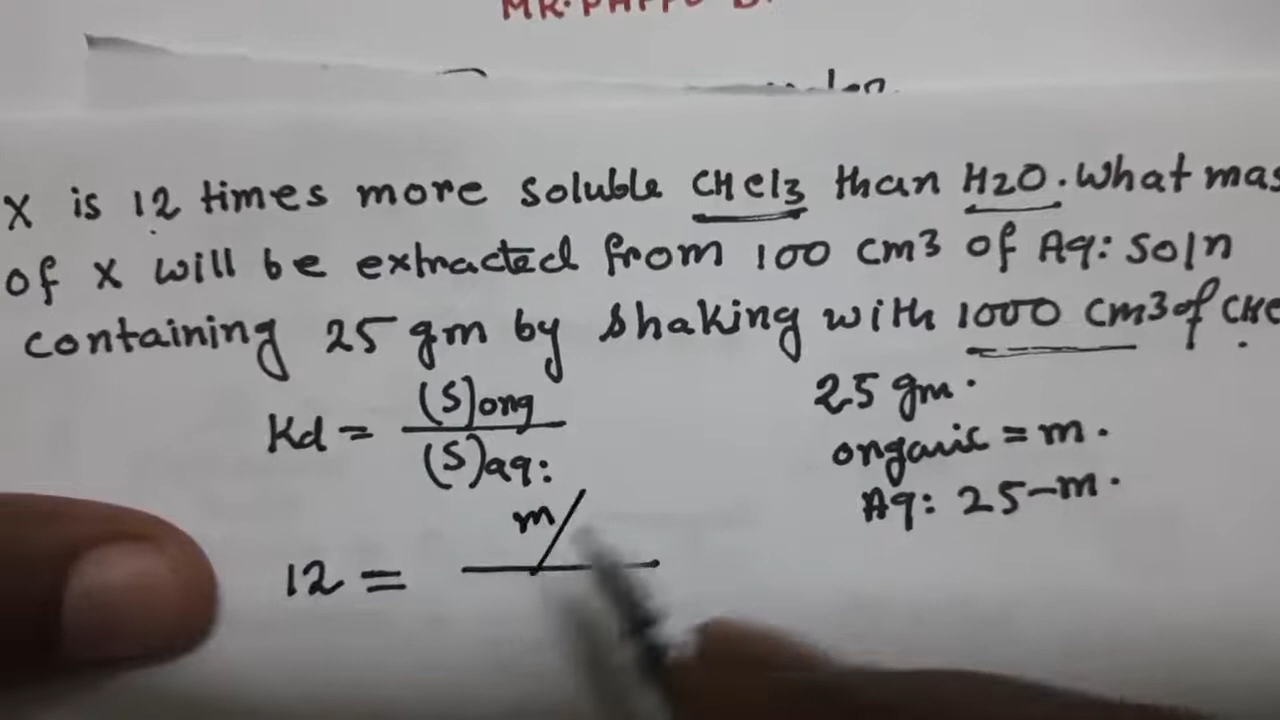 X is 12 times more soluble CHCl3 than H2O. What mas
of X will be extracted from 100 cm3 of Aq: soln
containing 25 gm by shaking with 1000 cm3 of CHC
Kd = (S)org / (S)aq:
25 gm.
organic = m.
Aq: 25-m.
12 = m/